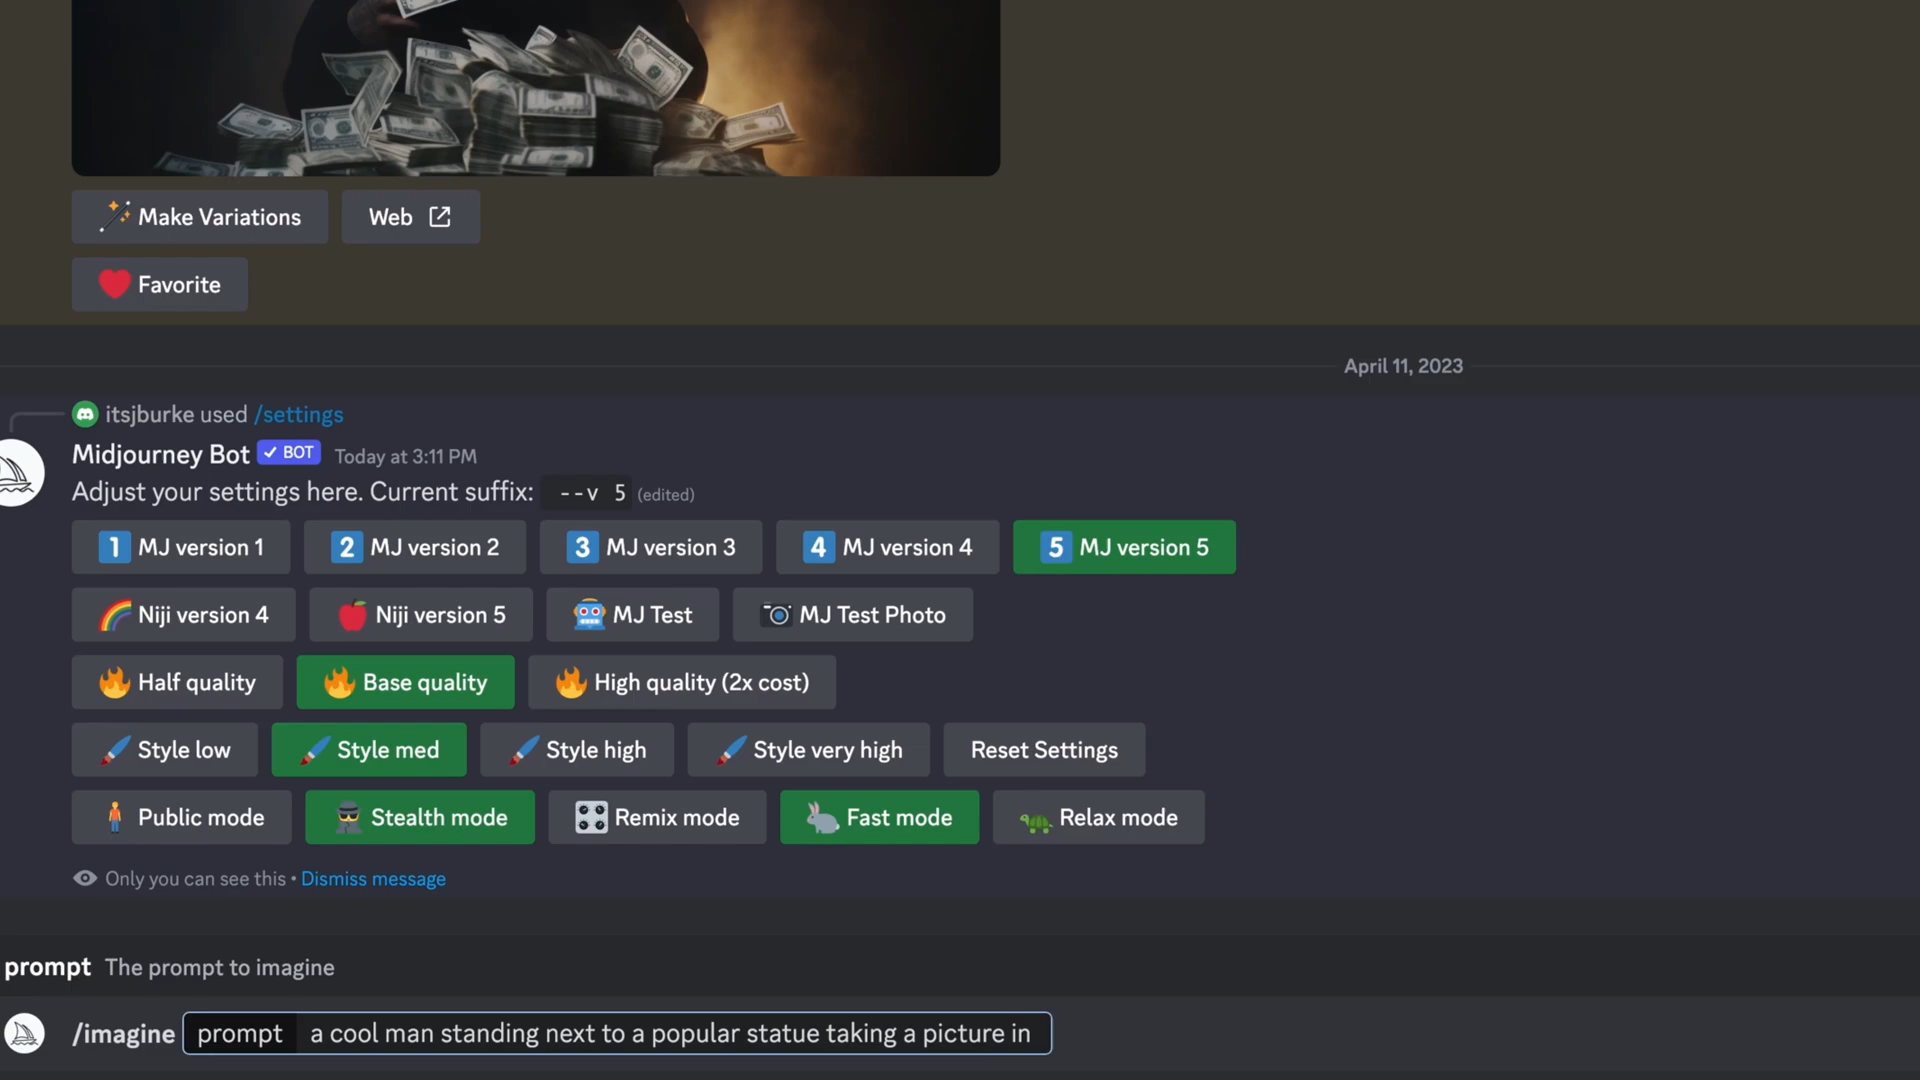 Make Variations Web
Favorite
April 11, 2023
itsjburke used /settings
Midjourney Bot ✓ BOT Today at 3:11 PM
Adjust your settings here. Current suffix: --v 5 (edited)
1 MJ version 1 2 MJ version 2 3 MJ version 3 4 MJ version 4 5 MJ version 5
Niji version 4 Niji version 5 MJ Test MJ Test Photo
Half quality Base quality High quality (2x cost)
Style low Style med Style high Style very high Reset Settings
Public mode Stealth mode Remix mode Fast mode Relax mode
Only you can see this • Dismiss message
prompt The prompt to imagine
/imagine prompt a cool man standing next to a popular statue taking a picture in